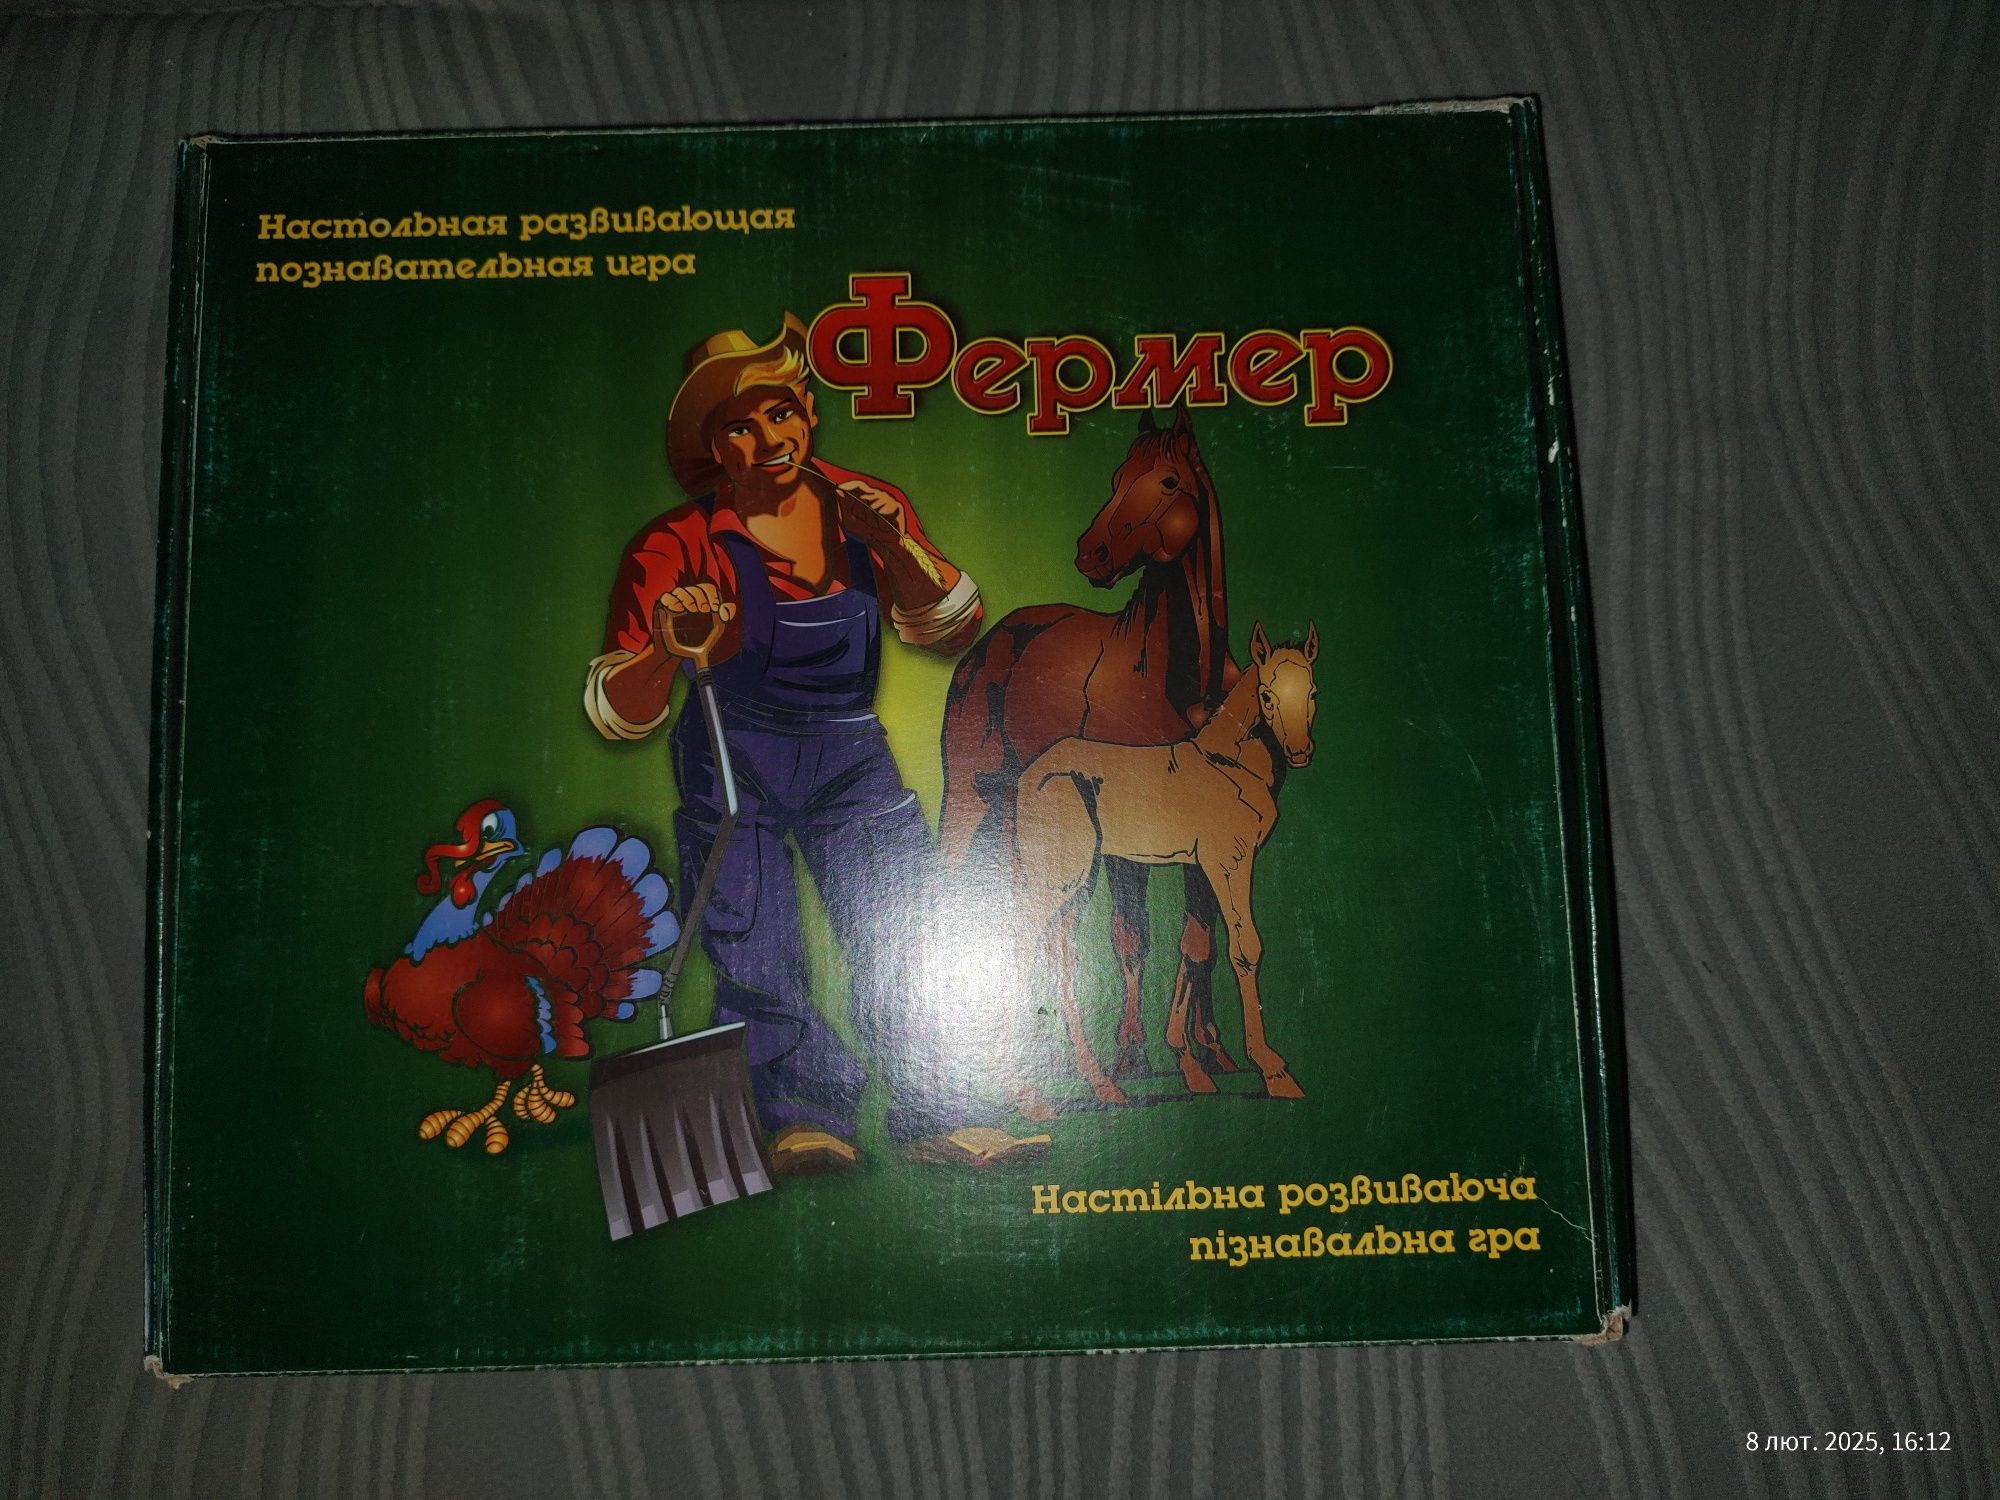 Настольная развивающая
познавательная игра
Фермер
Настільна розвиваюча
пізнавальна гра
8 лют. 2025, 16:12